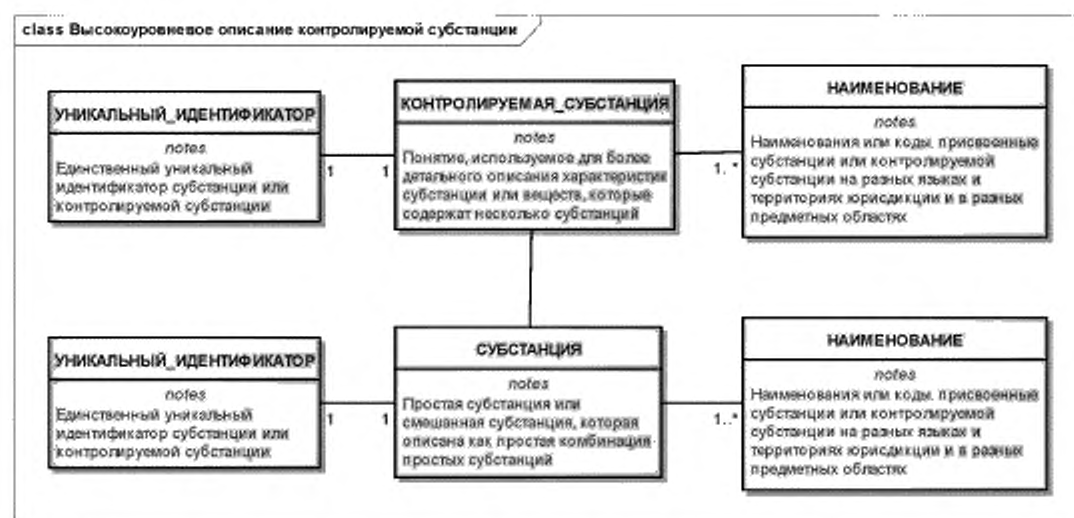 class Высокоуровневое описание контролируемой субстанции
УНИКАЛЬНЫЙ_ИДЕНТИФИКАТОР
notes
Единственный уникальный
идентификатор субстанции или
контролируемой субстанции
1
1
КОНТРОЛИРУЕМАЯ_СУБСТАНЦИЯ
notes
Понятие, используемое для более
детального описания характеристик
субстанции или веществ, которые
содержат несколько субстанций
1..*
НАИМЕНОВАНИЕ
notes
Наименования или коды, присвоенные
субстанции или контролируемой
субстанции на разных языках и
территориях юрисдикции и в разных
предметных областях
УНИКАЛЬНЫЙ_ИДЕНТИФИКАТОР
notes
Единственный уникальный
идентификатор субстанции или
контролируемой субстанции
1
1
СУБСТАНЦИЯ
notes
Простая субстанция или
смешанная субстанция, которая
описана как простая комбинация
простых субстанций
1..*
НАИМЕНОВАНИЕ
notes
Наименования или коды, присвоенные
субстанции или контролируемой
субстанции на разных языках и
территориях юрисдикции и в разных
предметных областях